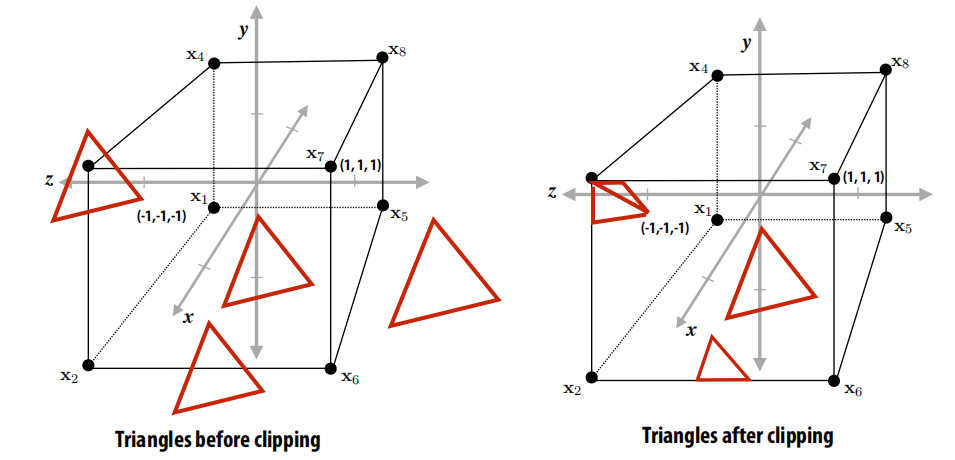 y
x4
x8
x7
(1, 1, 1)
z
x1
(-1,-1,-1)
x5
x
x2
x6
Triangles before clipping
y
x4
x8
x7
(1, 1, 1)
z
x1
(-1,-1,-1)
x5
x
x2
x6
Triangles after clipping